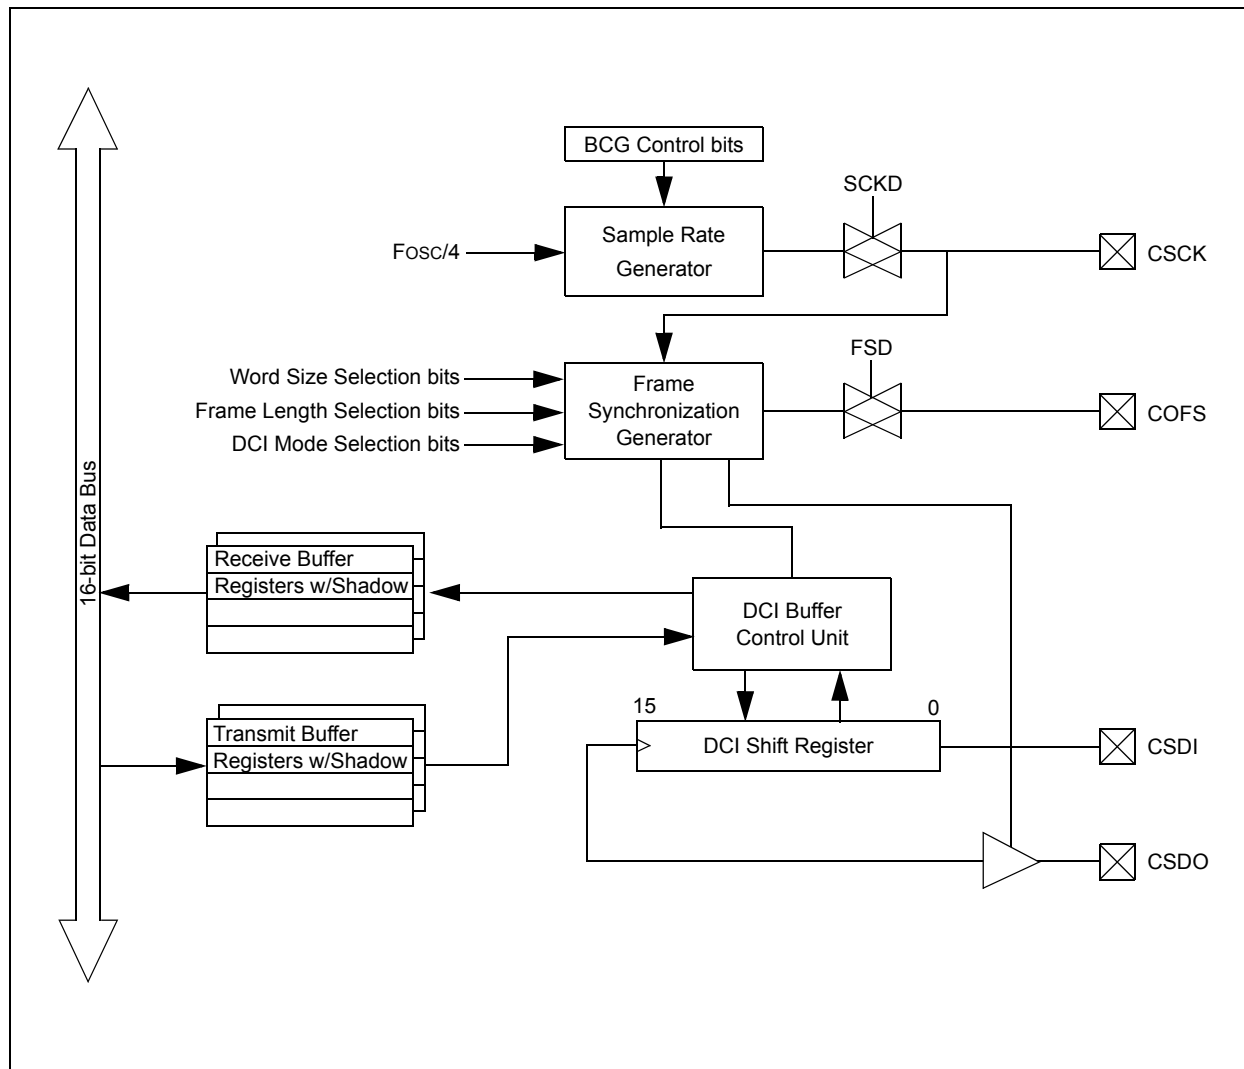 BCG Control bits
SCKD
Sample Rate
Generator
FOSC/4
CSCK
FSD
Word Size Selection bits
Frame Length Selection bits
DCI Mode Selection bits
Frame
Synchronization
Generator
COFS
16-bit Data Bus
Receive Buffer
Registers w/Shadow
DCI Buffer
Control Unit
15
0
Transmit Buffer
Registers w/Shadow
DCI Shift Register
CSDI
CSDO